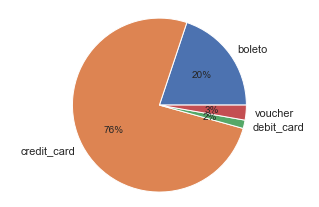 boleto
20%
3%
voucher
2%
debit_card
76%
credit_card